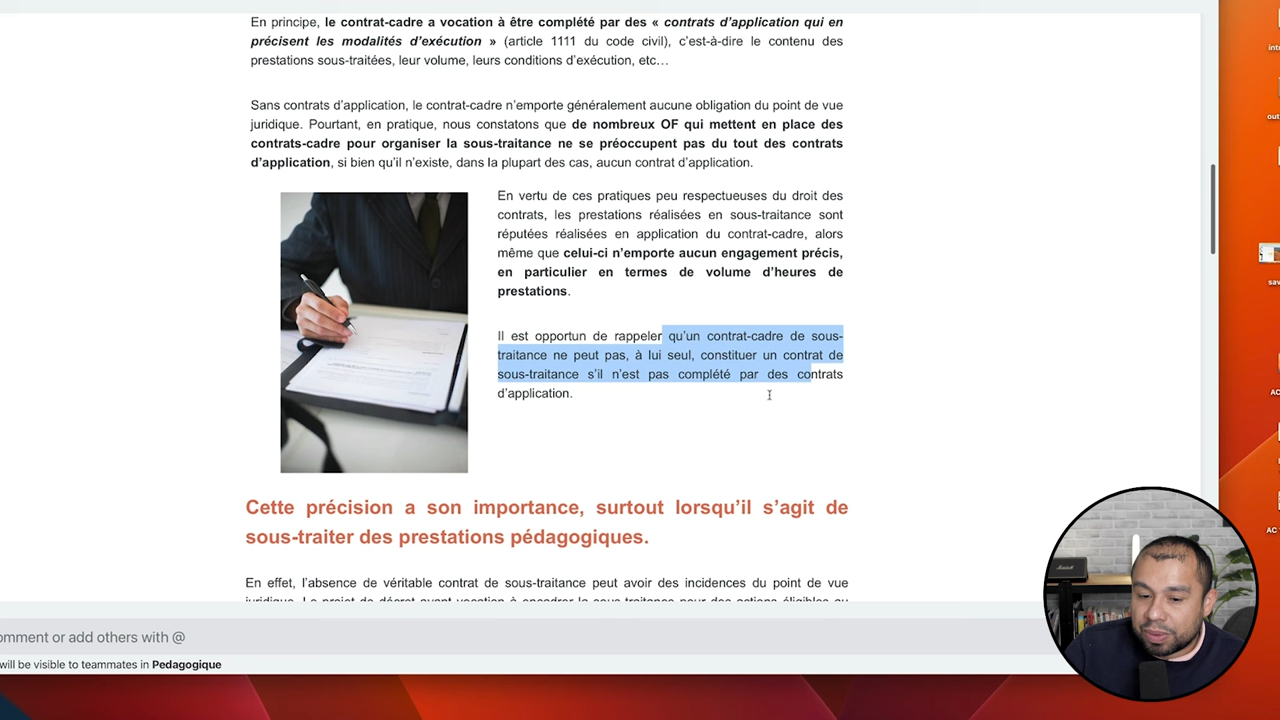 En principe, le contrat-cadre a vocation à être complété par des « contrats d’application qui en
précisent les modalités d’exécution » (article 1111 du code civil), c’est-à-dire le contenu des
prestations sous-traitées, leur volume, leurs conditions d’exécution, etc…
Sans contrats d’application, le contrat-cadre n’emporte généralement aucune obligation du point de vue
juridique. Pourtant, en pratique, nous constatons que de nombreux OF qui mettent en place des
contrats-cadre pour organiser la sous-traitance ne se préoccupent pas du tout des contrats
d’application, si bien qu’il n’existe, dans la plupart des cas, aucun contrat d’application.
En vertu de ces pratiques peu respectueuses du droit des
contrats, les prestations réalisées en sous-traitance sont
réputées réalisées en application du contrat-cadre, alors
même que celui-ci n’emporte aucun engagement précis,
en particulier en termes de volume d’heures de
prestations.
Il est opportun de rappeler qu’un contrat-cadre de sous-
traitance ne peut pas, à lui seul, constituer un contrat de
sous-traitance s’il n’est pas complété par des contrats
d’application.
Cette précision a son importance, surtout lorsqu’il s’agit de
sous-traiter des prestations pédagogiques.
En effet, l’absence de véritable contrat de sous-traitance peut avoir des incidences du point de vue
omment or add others with @
will be visible to teammates in Pedagogique